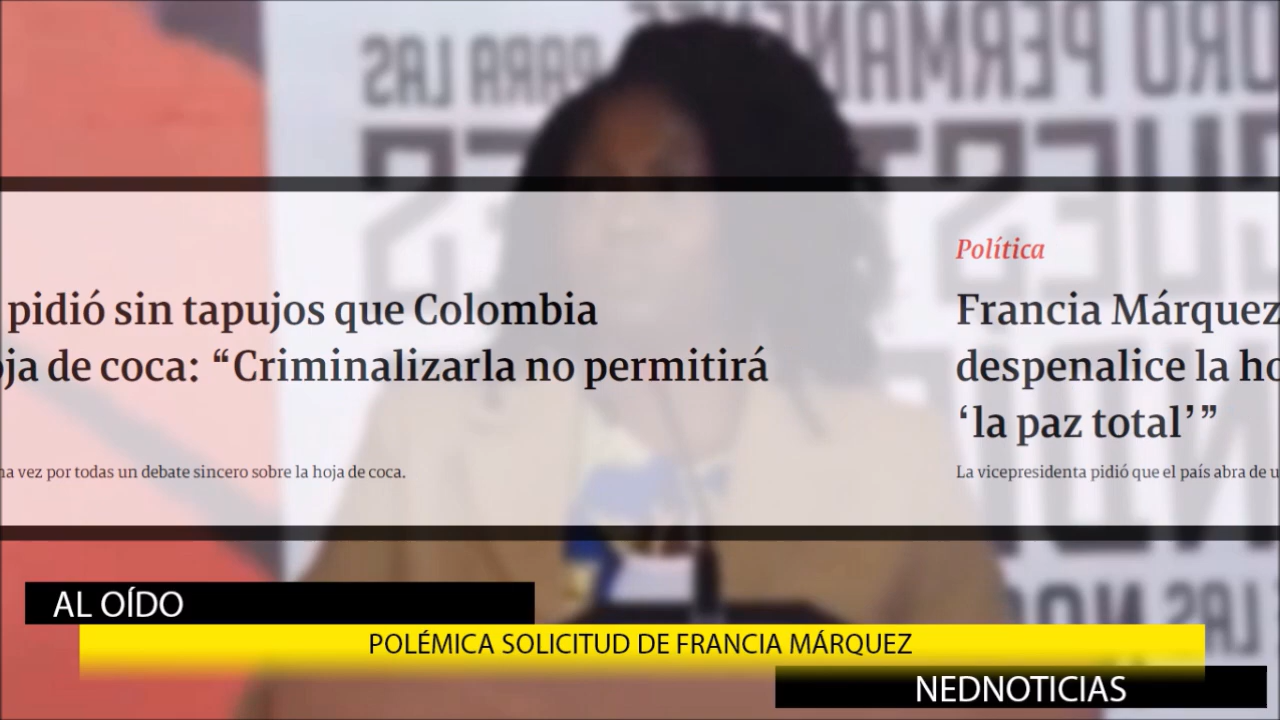 PARA LAS
pidió sin tapujos que Colombia
oja de coca: “Criminalizarla no permitirá
na vez por todas un debate sincero sobre la hoja de coca.
Política
Francia Márquez
despenalice la ho
‘la paz total’”
La vicepresidenta pidió que el país abra de u
AL OÍDO
POLÉMICA SOLICITUD DE FRANCIA MÁRQUEZ
NEDNOTICIAS